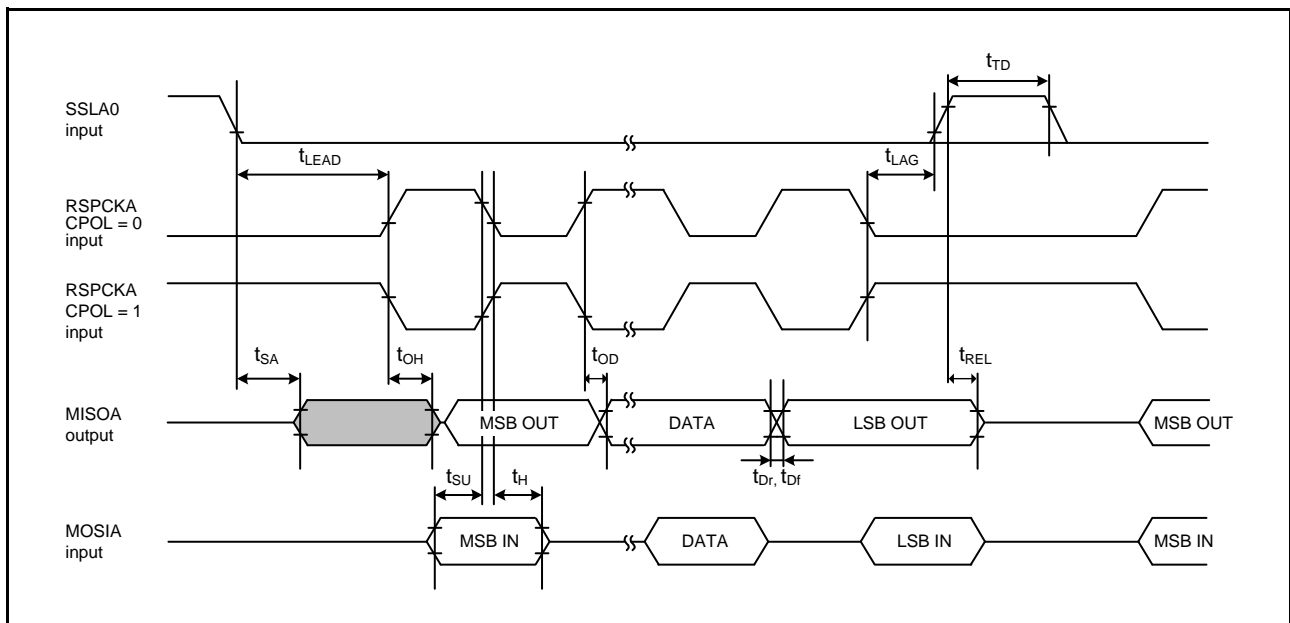 tTD
SSLA0
input
tLEAD
tLAG
RSPCKA
CPOL = 0
input
RSPCKA
CPOL = 1
input
tSA
tOH
tOD
tREL
MISOA
output
MSB OUT
DATA
LSB OUT
MSB OUT
tSU
tH
tDr, tDf
MOSIA
input
MSB IN
DATA
LSB IN
MSB IN